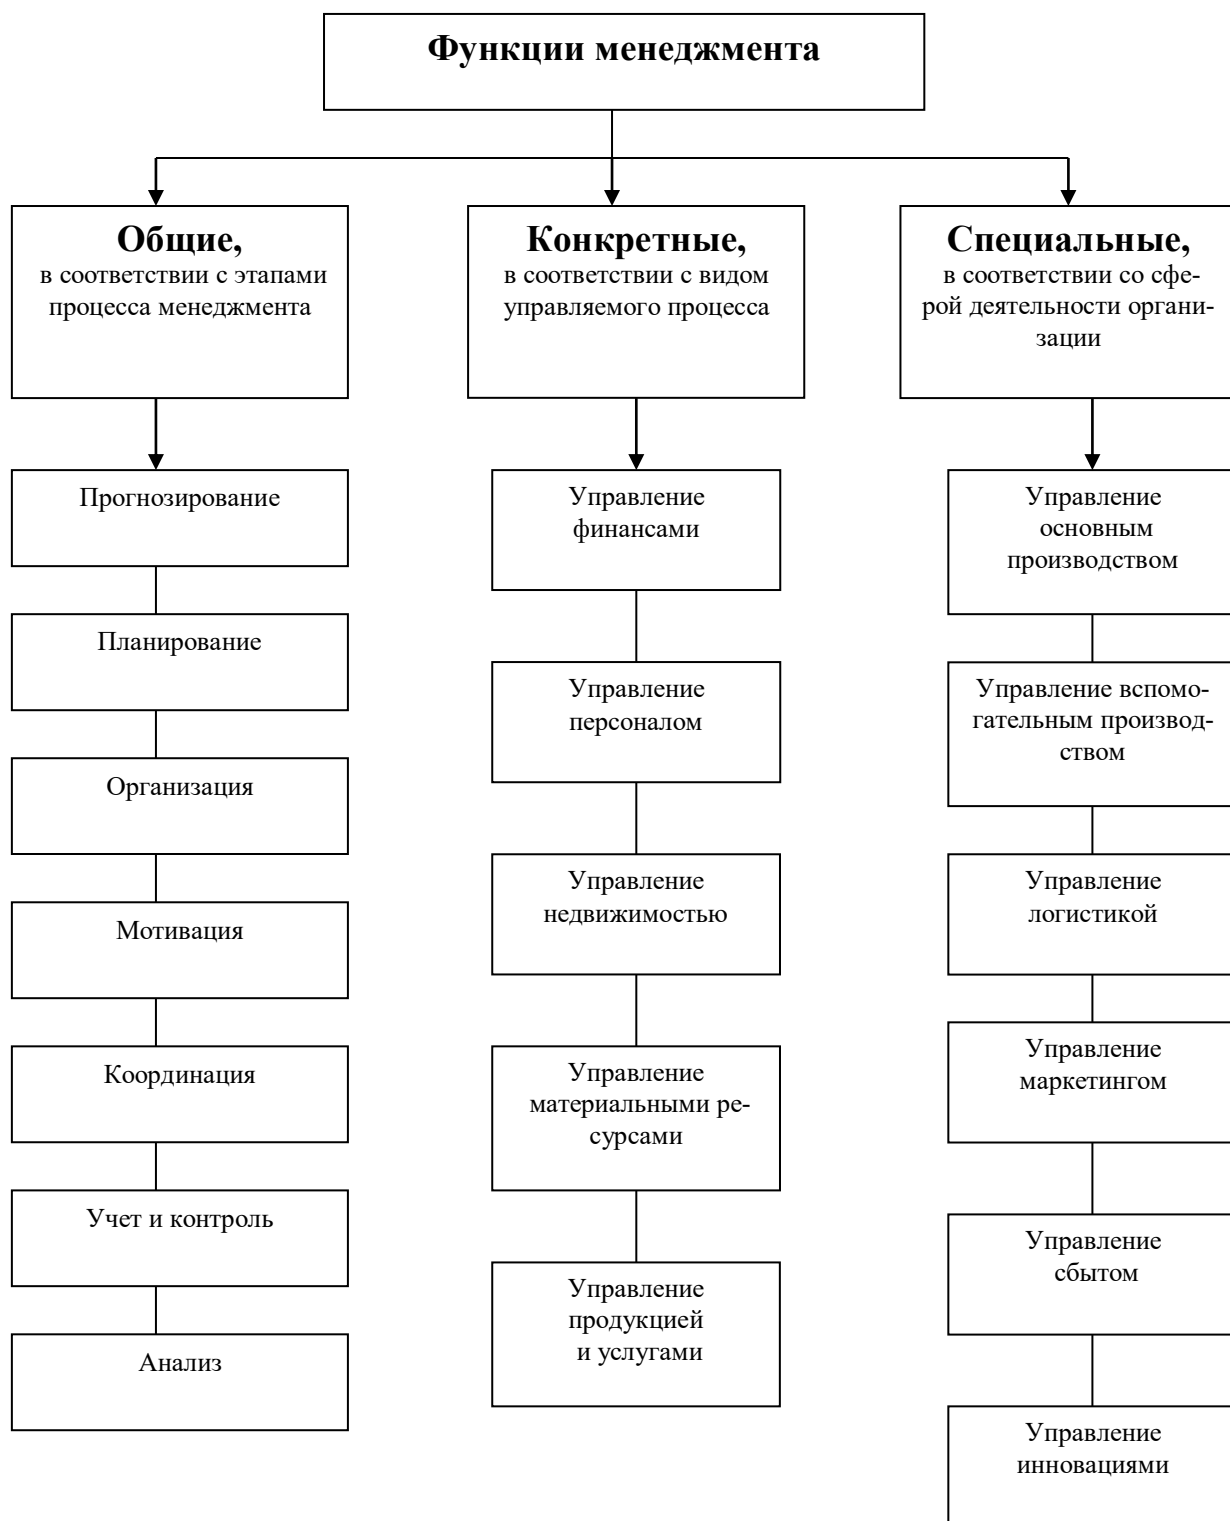 Функции менеджмента
Общие,
в соответствии с этапами
процесса менеджмента
Конкретные,
в соответствии с видом
управляемого процесса
Специальные,
в соответствии со сфе-
рой деятельности органи-
зации
Прогнозирование
Планирование
Организация
Мотивация
Координация
Учет и контроль
Анализ
Управление
финансами
Управление
персоналом
Управление
недвижимостью
Управление
материальными ре-
сурсами
Управление
продукцией
и услугами
Управление
основным
производством
Управление вспомо-
гательным производ-
ством
Управление
логистикой
Управление
маркетингом
Управление
сбытом
Управление
инновациями